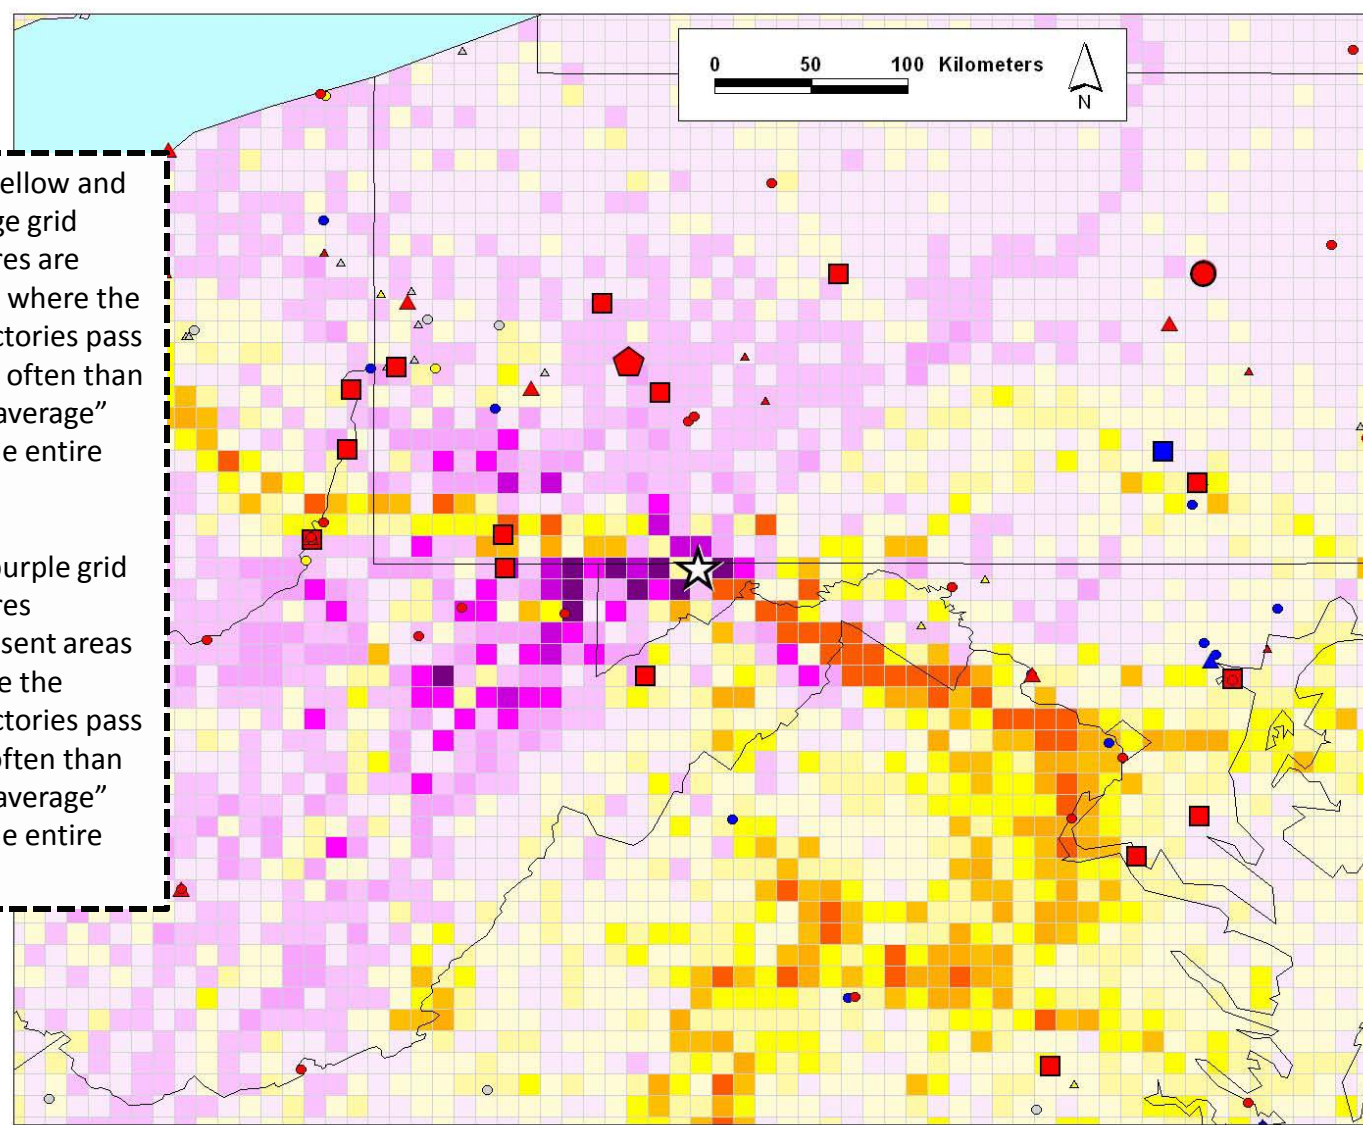 0 50 100 Kilometers
N
ellow and
ge grid
res are
where the
ctories pass
often than
average”
e entire
ourple grid
res
sent areas
e the
ctories pass
often than
average”
e entire